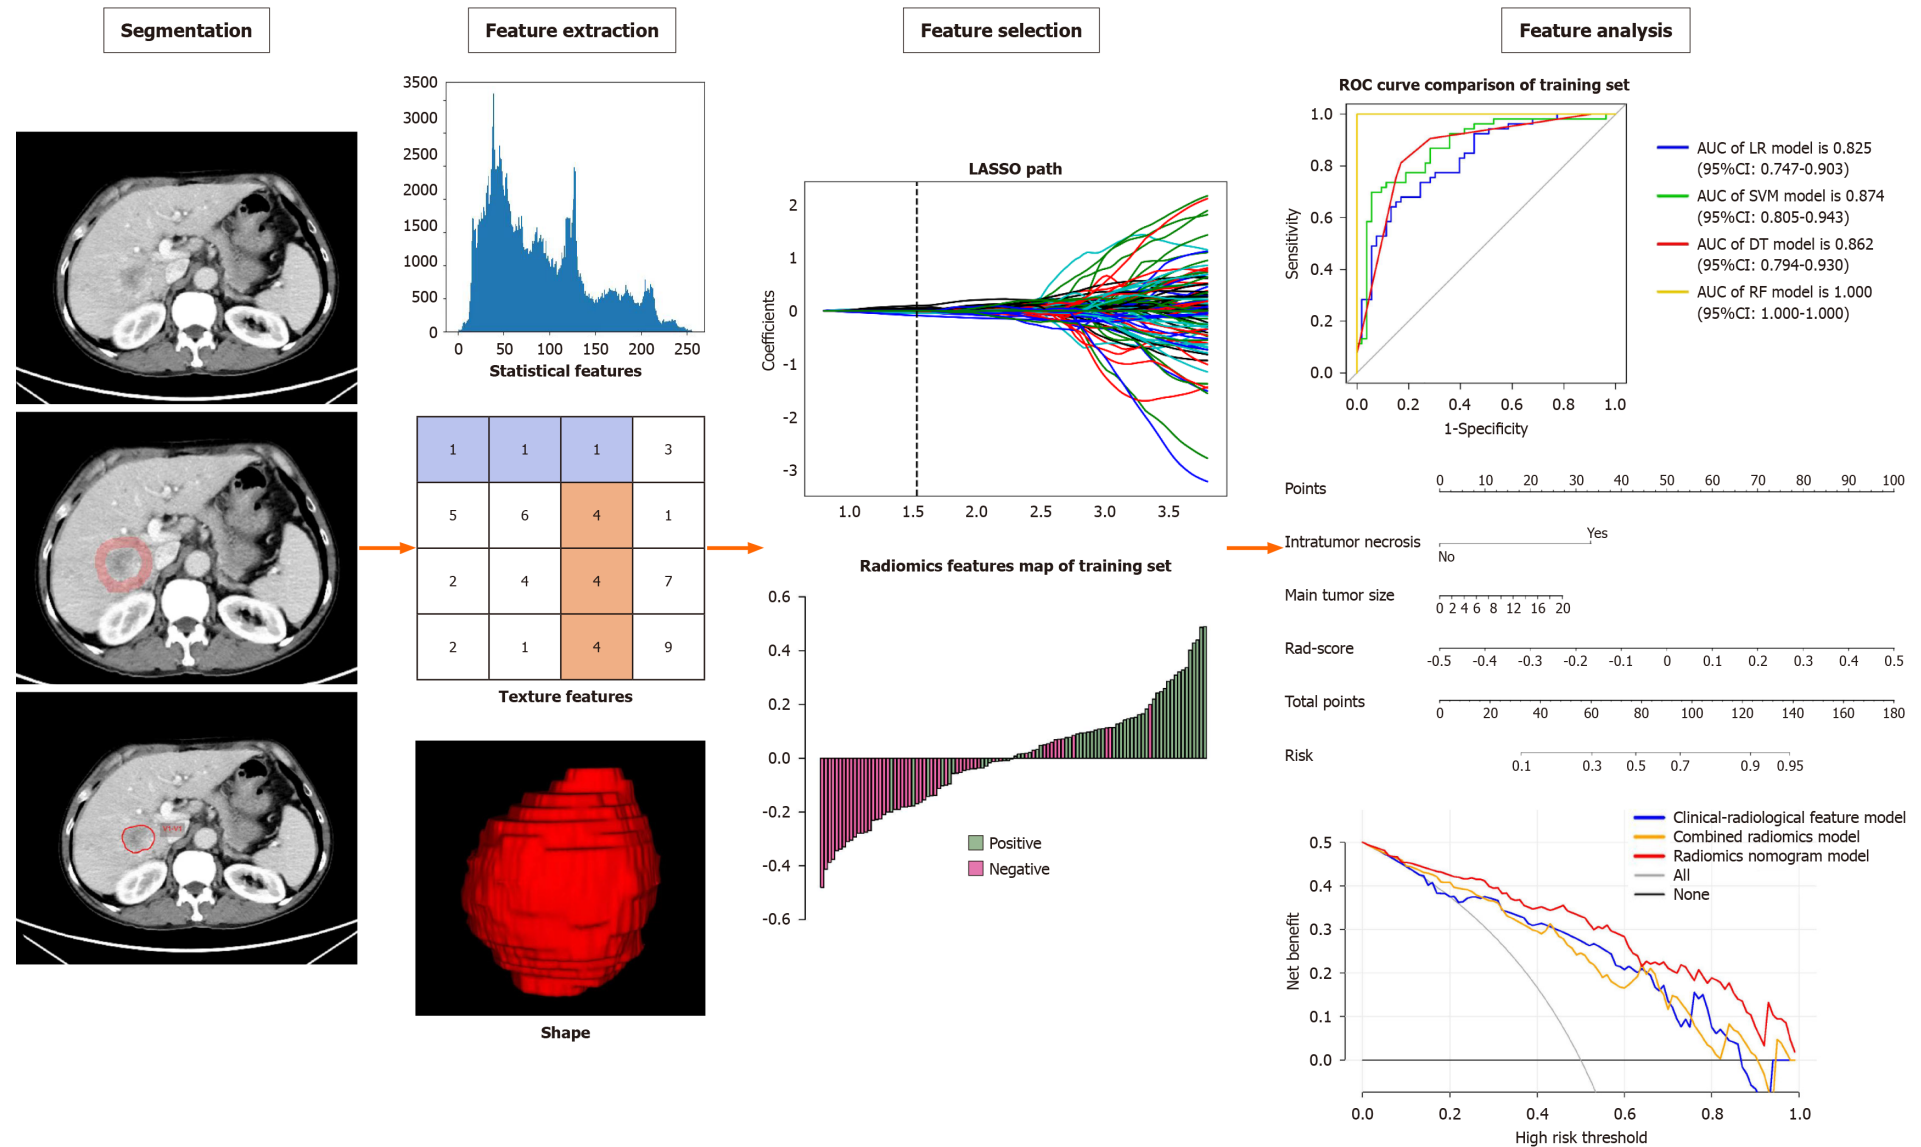 Segmentation
Feature extraction
Feature selection
Feature analysis
3500
3000
2500
2000
1500
1000
500
0
0 50 100 150 200 250
Statistical features
1 1 1 3
5 6 4 1
2 4 4 7
2 1 4 9
Texture features
Shape
LASSO path
Coefficients
2
1
0
-1
-2
-3
1.0 1.5 2.0 2.5 3.0 3.5
Radiomics features map of training set
0.6
0.4
0.2
0.0
-0.2
-0.4
-0.6
Positive
Negative
ROC curve comparison of training set
Sensitivity
1.0
0.8
0.6
0.4
0.2
0.0
0.0 0.2 0.4 0.6 0.8 1.0
1-Specificity
AUC of LR model is 0.825
(95%CI: 0.747-0.903)
AUC of SVM model is 0.874
(95%CI: 0.805-0.943)
AUC of DT model is 0.862
(95%CI: 0.794-0.930)
AUC of RF model is 1.000
(95%CI: 1.000-1.000)
Points
0 10 20 30 40 50 60 70 80 90 100
Intratumor necrosis
Yes
No
Main tumor size
0 2 4 6 8 10 12 16 20
Rad-score
-0.5 -0.4 -0.3 -0.2 -0.1 0 0.1 0.2 0.3 0.4 0.5
Total points
0 20 40 60 80 100 120 140 160 180
Risk
0.1 0.3 0.5 0.7 0.9 0.95
Clinical-radiological feature model
Combined radiomics model
Radiomics nomogram model
All
None
Net benefit
0.5
0.4
0.3
0.2
0.1
0.0
0.0 0.2 0.4 0.6 0.8 1.0
High risk threshold